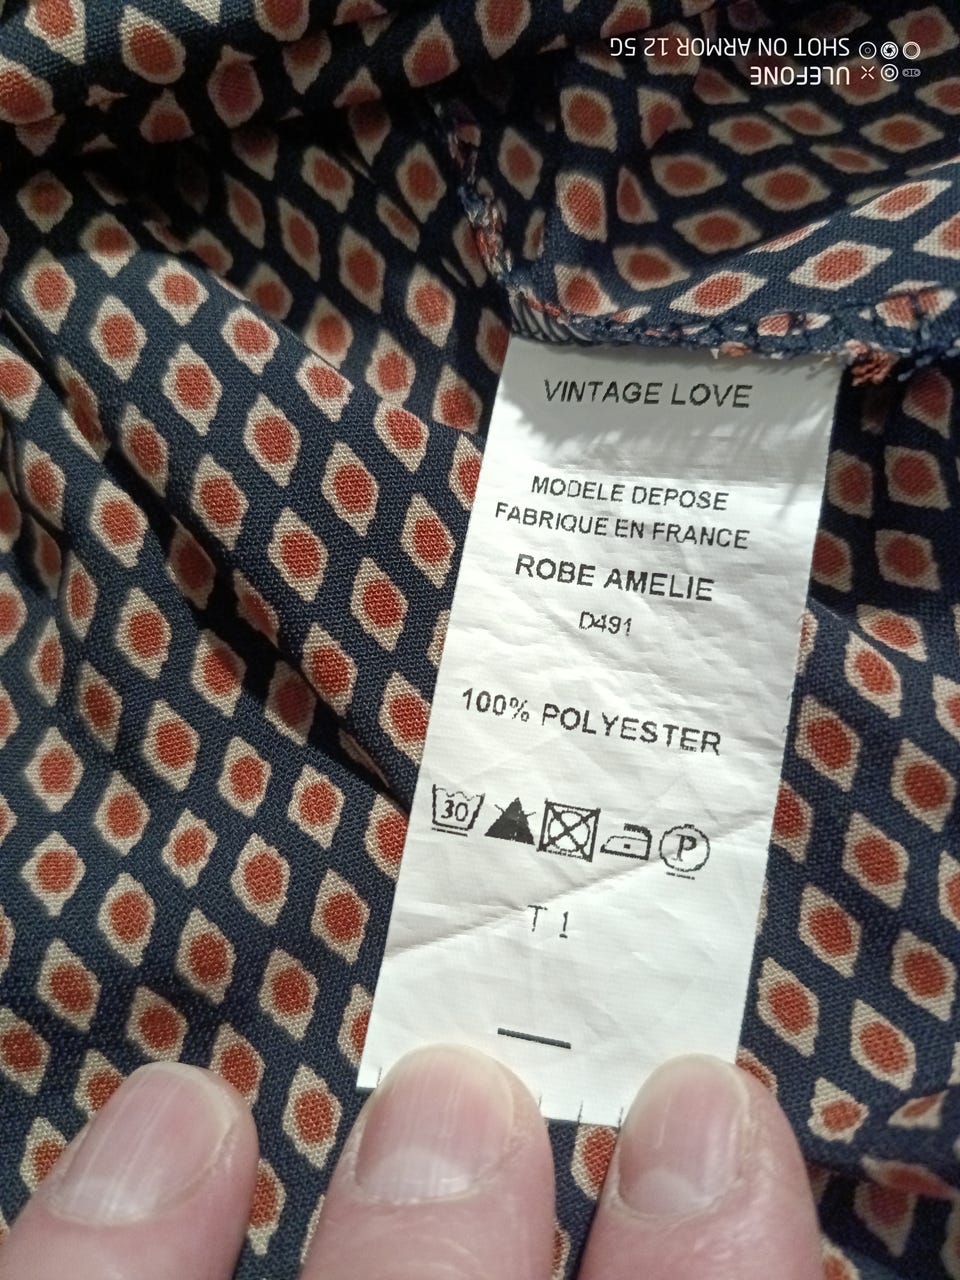 SHOT ON ARMOR 12 5G
ULEFONE
VINTAGE LOVE
MODELE DEPOSE
FABRIQUE EN FRANCE
ROBE AMELIE
D491
100% POLYESTER
30 P
T 1